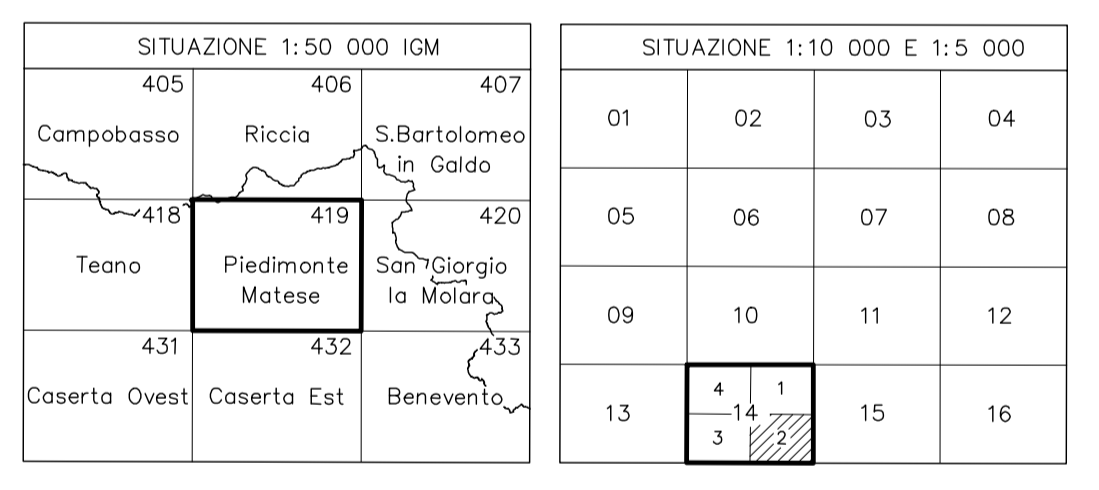 SITUAZIONE 1:50 000 IGM
405
Campobasso
406
Riccia
407
S.Bartolomeo
in Galdo
418
Teano
419
Piedimonte
Matese
420
San Giorgio
la Molara
431
Caserta Ovest
432
Caserta Est
433
Benevento
SITUAZIONE 1:10 000 E 1:5 000
01
02
03
04
05
06
07
08
09
10
11
12
13
4
1
14
3
2
15
16